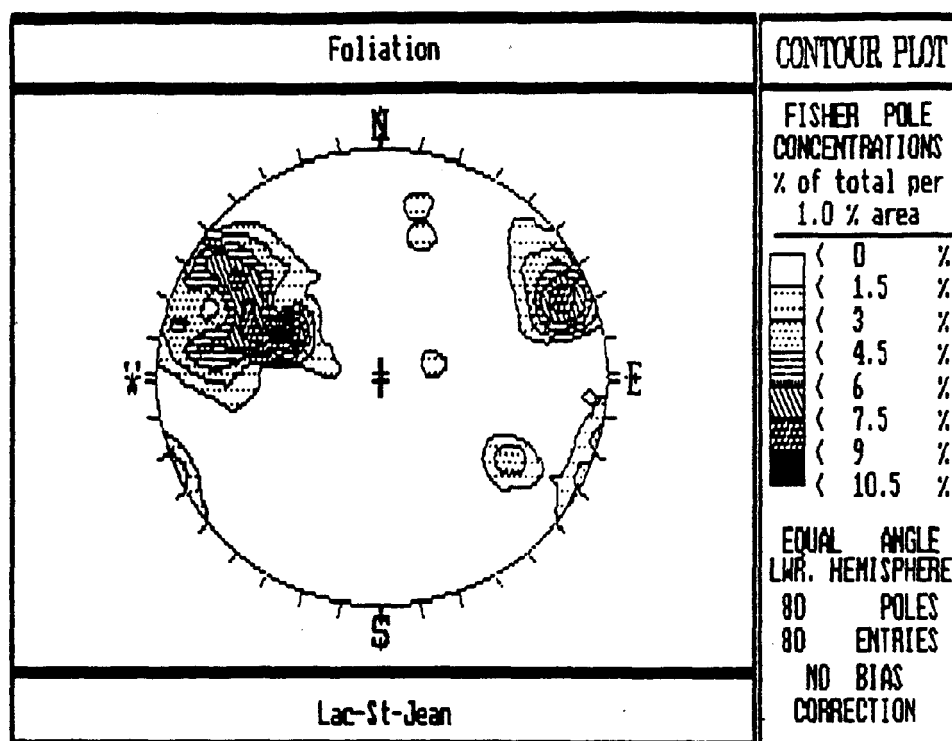 Foliation
N
W
E
S
Lac-St-Jean
CONTOUR PLOT
FISHER POLE
CONCENTRATIONS
% of total per
1.0 % area
< 0 %
< 1.5 %
< 3 %
< 4.5 %
< 6 %
< 7.5 %
< 9 %
< 10.5 %
EQUAL ANGLE
LWR. HEMISPHERE
80 POLES
80 ENTRIES
NO BIAS
CORRECTION